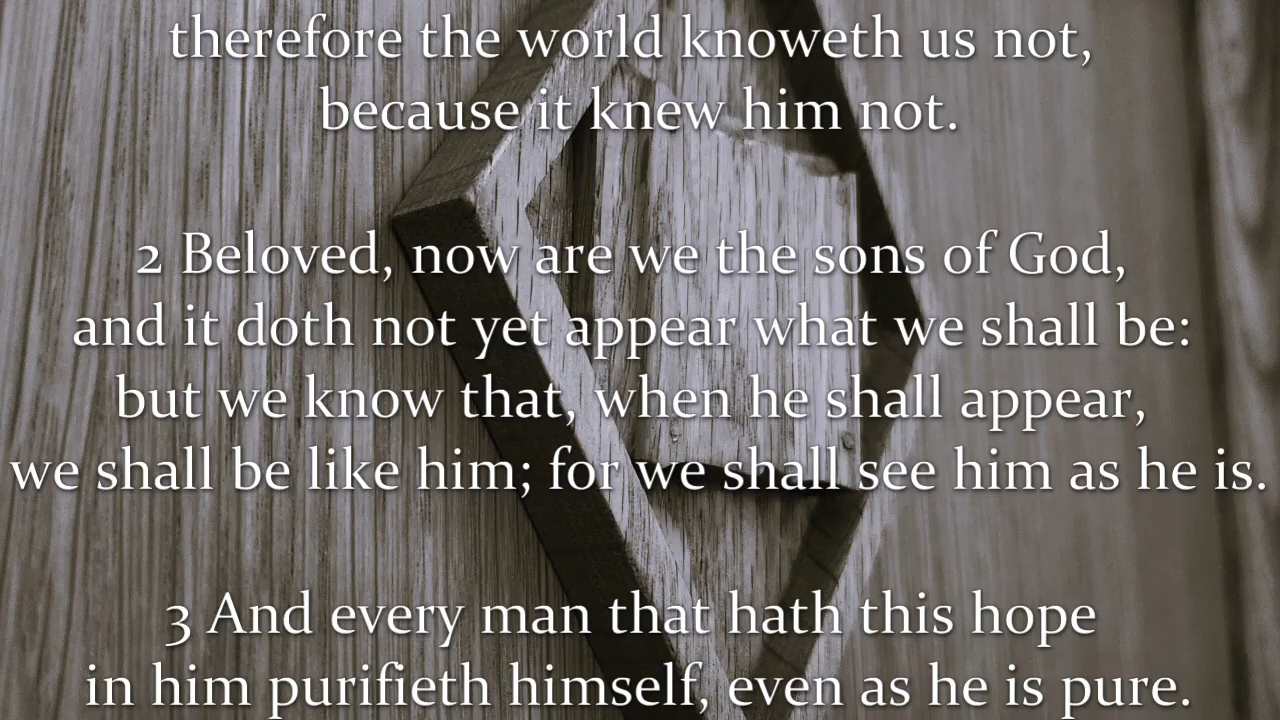 therefore the world knoweth us not,
because it knew him not.
2 Beloved, now are we the sons of God,
and it doth not yet appear what we shall be:
but we know that, when he shall appear,
we shall be like him; for we shall see him as he is.
3 And every man that hath this hope
in him purifieth himself, even as he is pure.